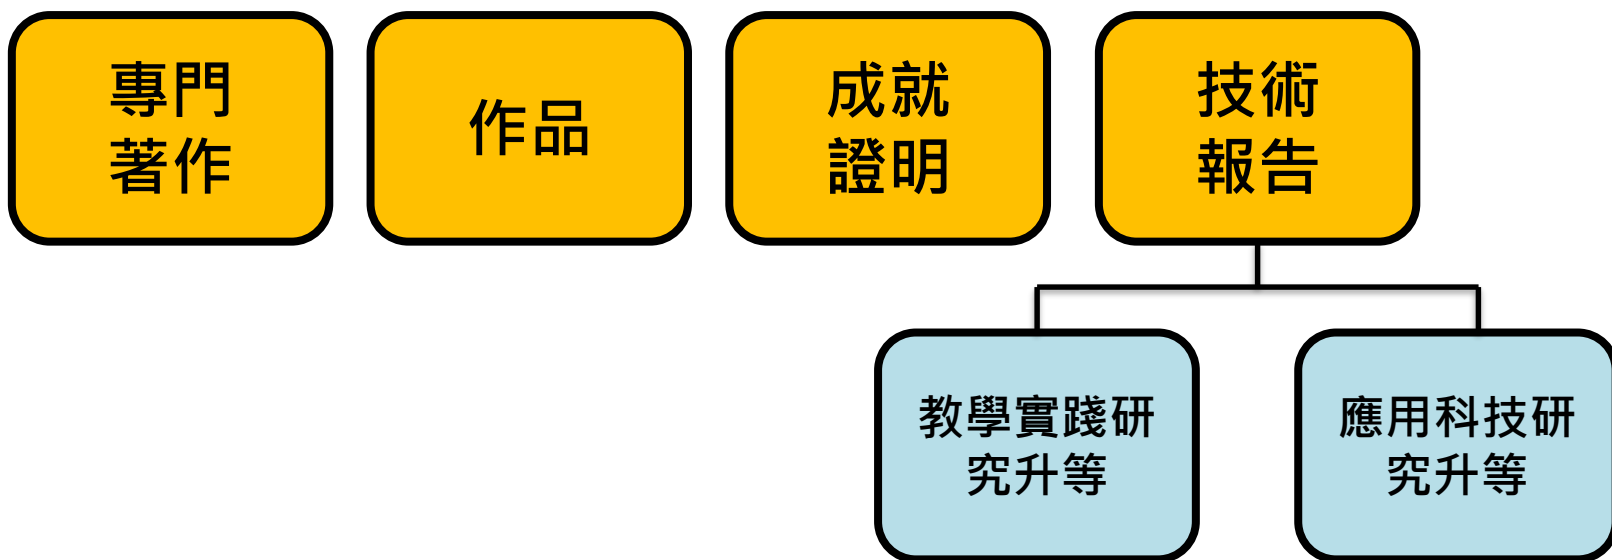 專門
著作
作品
成就
證明
技術
報告
教學實踐研
究升等
應用科技研
究升等